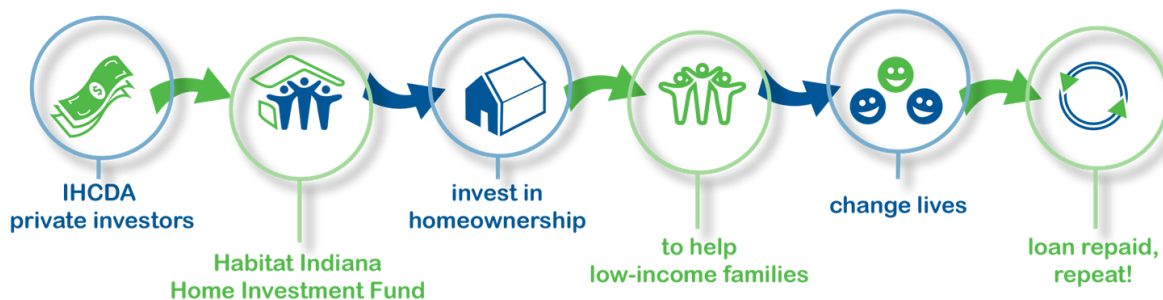 IHCDA
private investors
Habitat Indiana
Home Investment Fund
invest in
homeownership
to help
low-income families
change lives
loan repaid,
repeat!